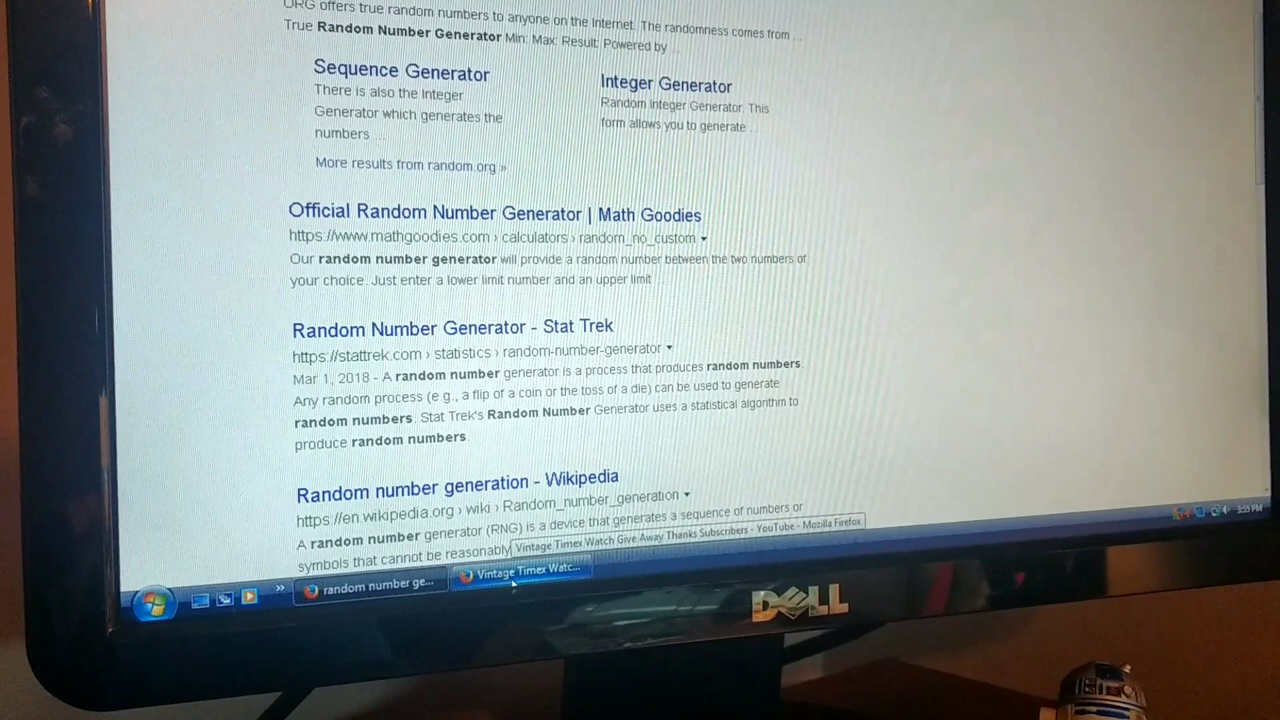 ORG offers true random numbers to anyone on the Internet. The randomness comes from ...
True Random Number Generator Min: Max: Result: Powered by ...
Sequence Generator
There is also the Integer
Generator which generates the
numbers ...
Integer Generator
Random Integer Generator. This
form allows you to generate ...
More results from random.org »
Official Random Number Generator | Math Goodies
https://www.mathgoodies.com › calculators › random_no_custom
Our random number generator will provide a random number between the two numbers of
your choice. Just enter a lower limit number and an upper limit ...
Random Number Generator - Stat Trek
https://stattrek.com › statistics › random-number-generator
Mar 1, 2018 - A random number generator is a process that produces random numbers.
Any random process (e.g., a flip of a coin or the toss of a die) can be used to generate
random numbers. Stat Trek's Random Number Generator uses a statistical algorithm to
produce random numbers.
Random number generation - Wikipedia
https://en.wikipedia.org › wiki › Random_number_generation
A random number generator (RNG) is a device that generates a sequence of numbers or
symbols that cannot be reasonably
Vintage Timex Watch Give Away Thanks Subscribers - YouTube - Mozilla Firefox
random number ge...
Vintage Timex Watc...
3:55 PM
DELL